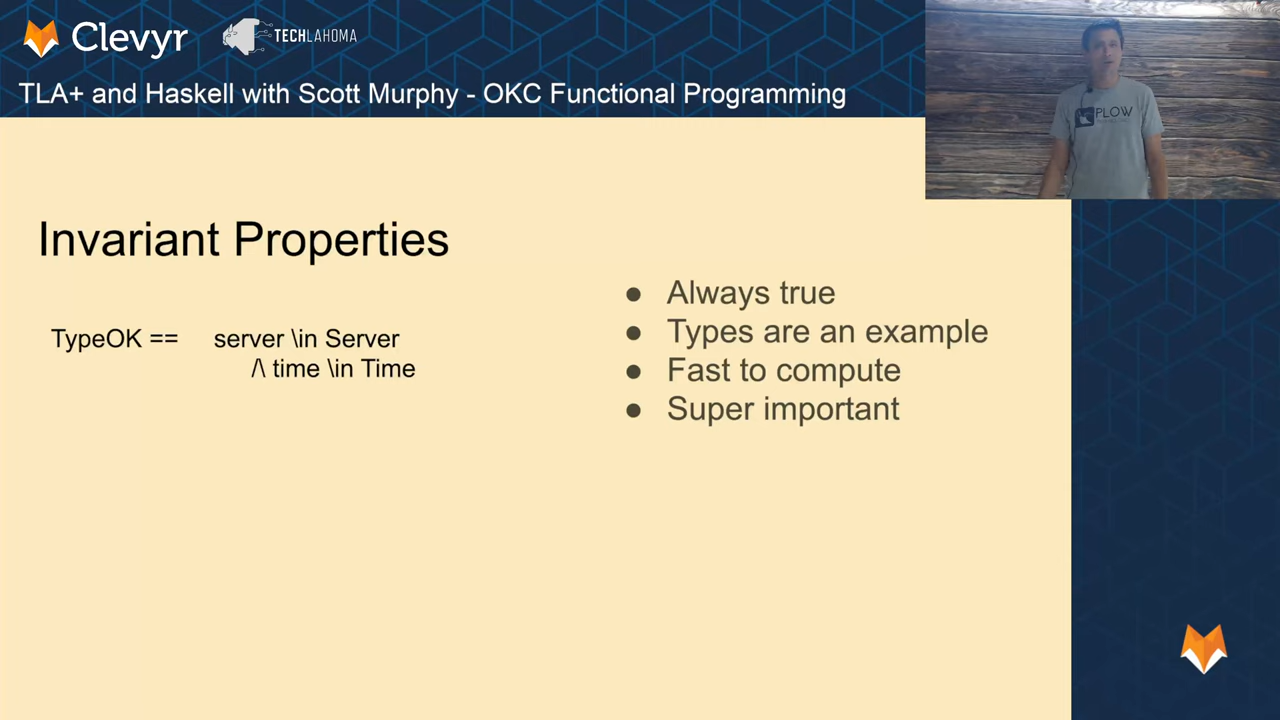 Clevyr
TECHLAHOMA
TLA+ and Haskell with Scott Murphy - OKC Functional Programming
PLOW
Invariant Properties
TypeOK == server \in Server
/\ time \in Time
● Always true
● Types are an example
● Fast to compute
● Super important